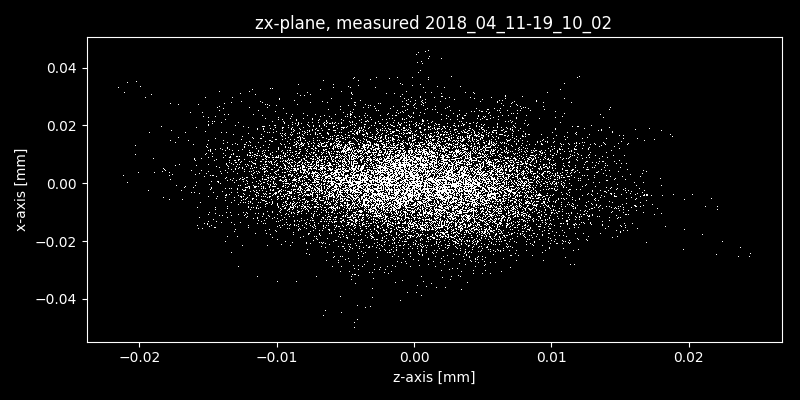 zx-plane, measured 2018_04_11-19_10_02
0.04
0.02
0.00
−0.02
−0.04
x-axis [mm]
−0.02 −0.01 0.00 0.01 0.02
z-axis [mm]